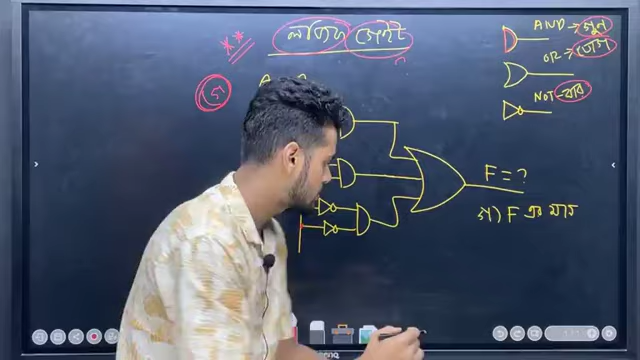 লজিক গেইট
AND → গুন
OR → যোগ
NOT
F = ?
F এর মান